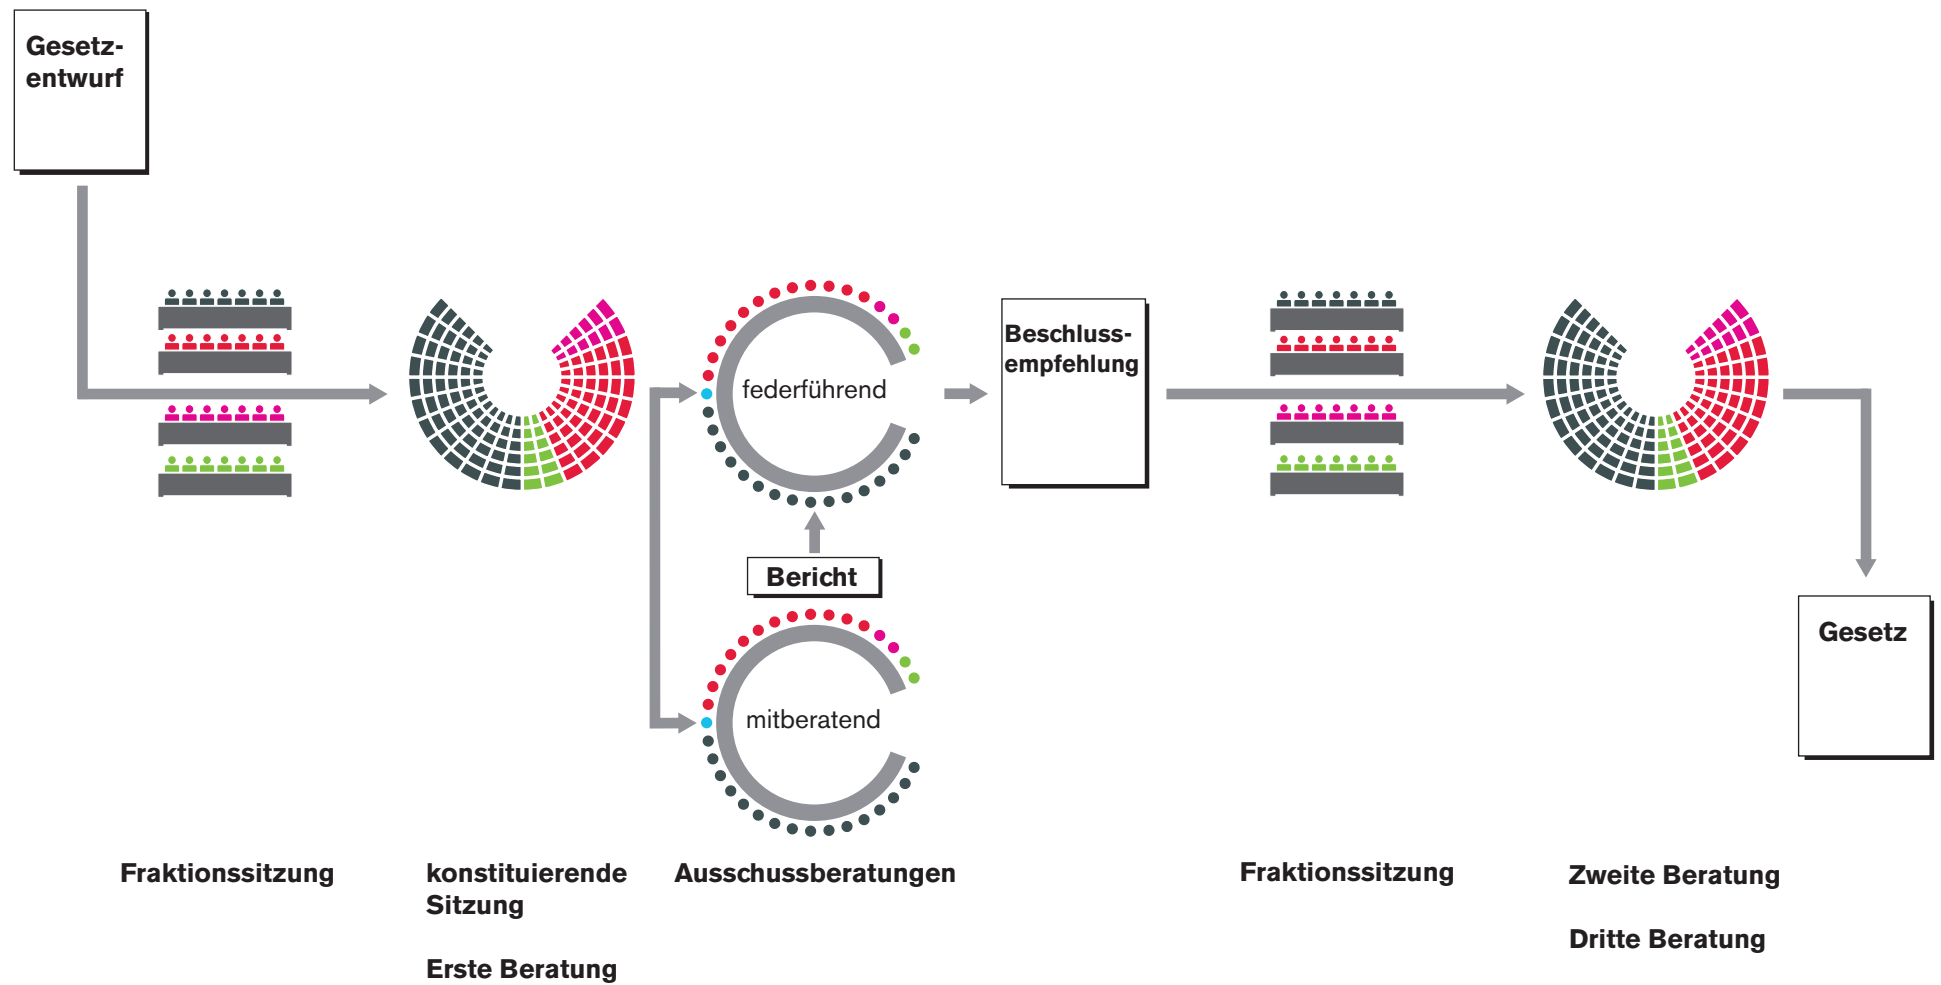 Gesetz-
entwurf
federführend
Beschluss-
empfehlung
Bericht
mitberatend
Gesetz
Fraktionssitzung
konstituierende
Sitzung
Erste Beratung
Ausschussberatungen
Fraktionssitzung
Zweite Beratung
Dritte Beratung